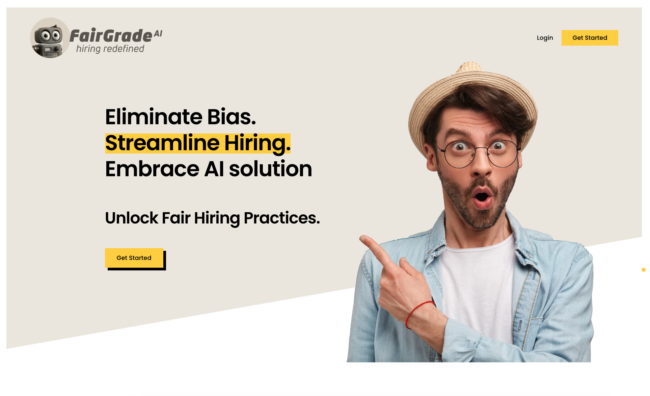 FairGrade AI
hiring redefined
Login
Get Started
Eliminate Bias.
Streamline Hiring.
Embrace AI solution
Unlock Fair Hiring Practices.
Get Started